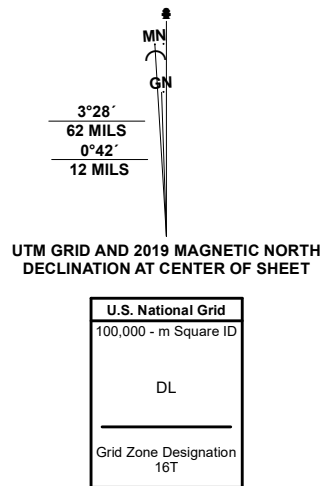 MN
GN
3°28´
62 MILS
0°42´
12 MILS
UTM GRID AND 2019 MAGNETIC NORTH
DECLINATION AT CENTER OF SHEET
U.S. National Grid
100,000 - m Square ID
DL
Grid Zone Designation
16T